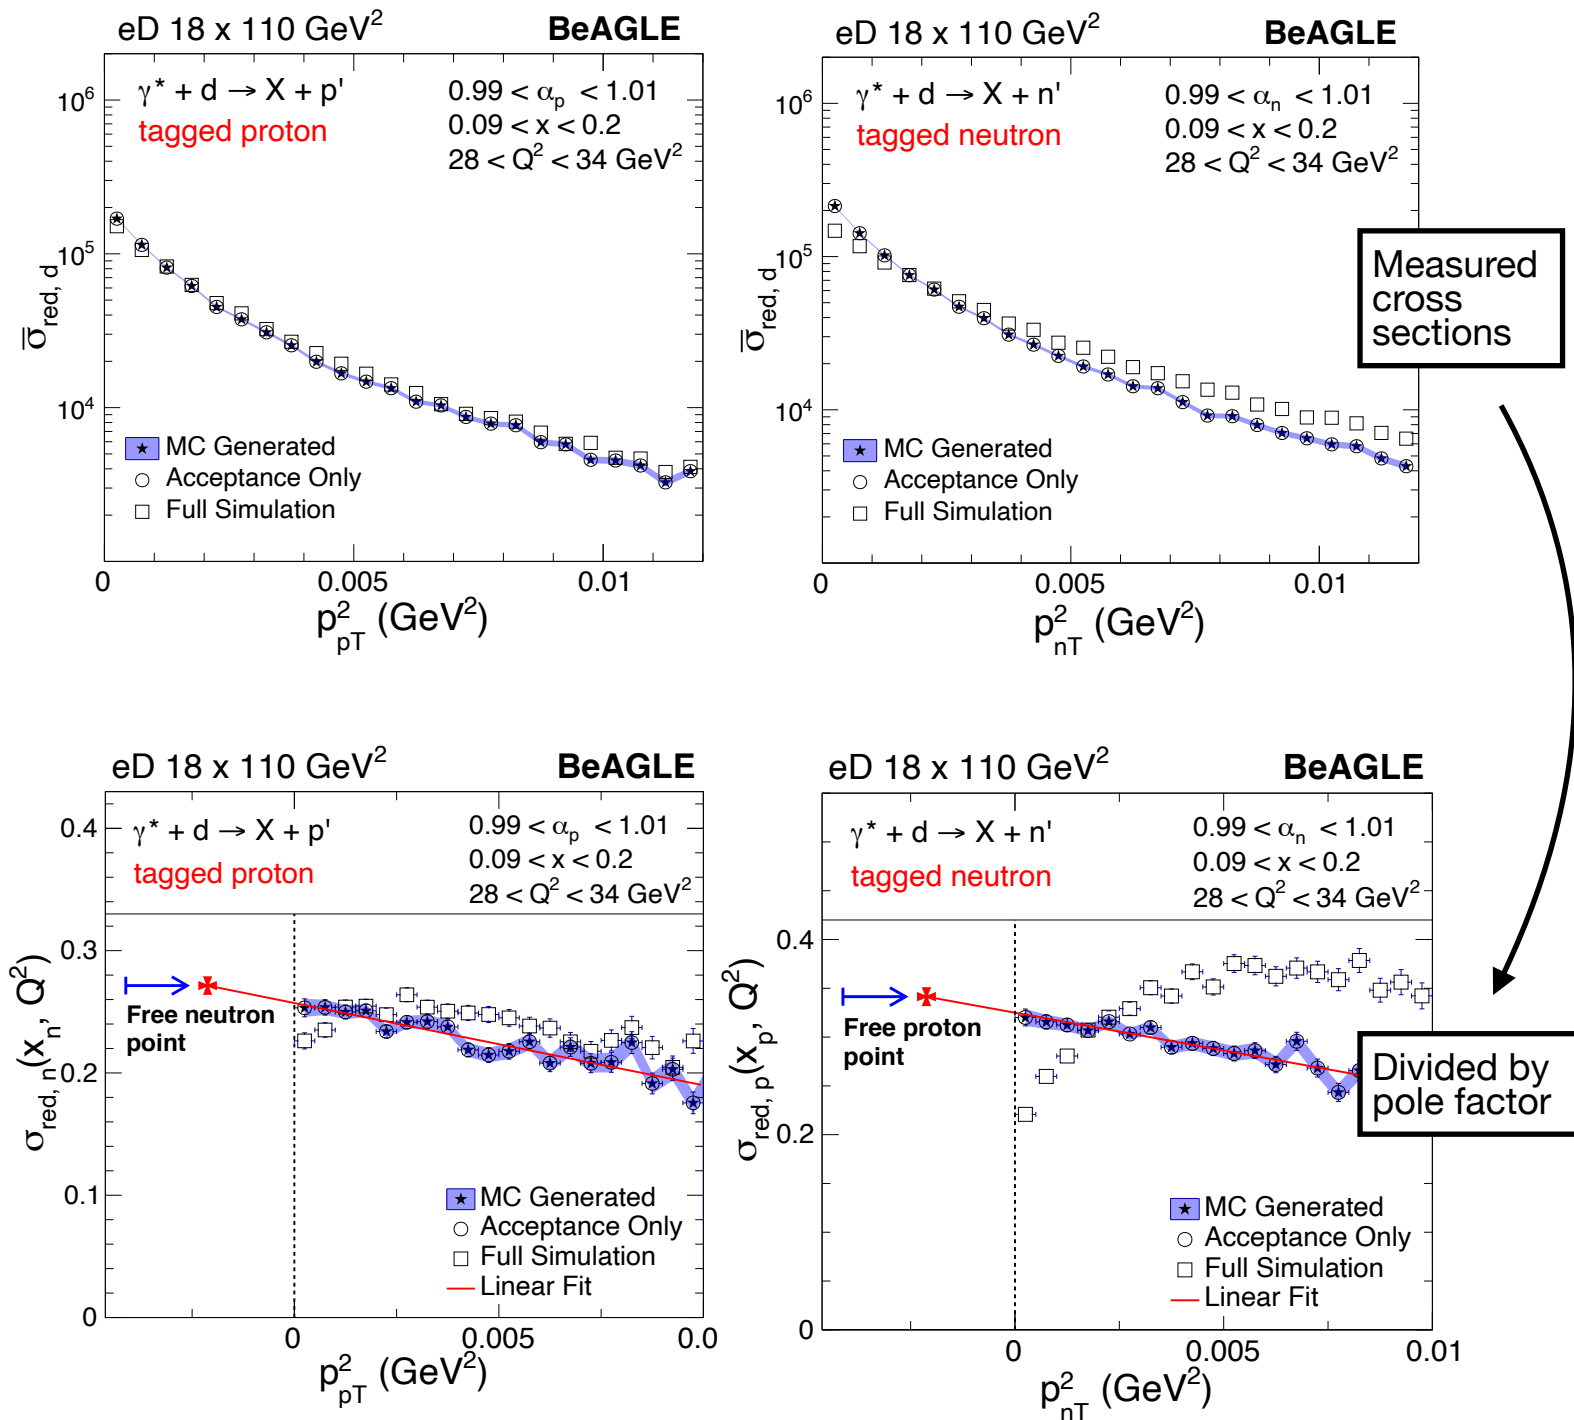 eD 18 x 110 GeV²
BeAGLE
γ* + d → X + p'
tagged proton
0.99 < αp < 1.01
0.09 < x < 0.2
28 < Q² < 34 GeV²
10⁶
10⁵
10⁴
σ̅red, d
MC Generated
Acceptance Only
Full Simulation
0
0.005
0.01
p²pT (GeV²)
eD 18 x 110 GeV²
BeAGLE
γ* + d → X + n'
tagged neutron
0.99 < αn < 1.01
0.09 < x < 0.2
28 < Q² < 34 GeV²
10⁶
10⁵
10⁴
σ̅red, d
MC Generated
Acceptance Only
Full Simulation
0
0.005
0.01
p²nT (GeV²)
Measured
cross
sections
eD 18 x 110 GeV²
BeAGLE
γ* + d → X + p'
tagged proton
0.99 < αp < 1.01
0.09 < x < 0.2
28 < Q² < 34 GeV²
0.4
0.3
0.2
0.1
0
σred, n(xn, Q²)
Free neutron
point
MC Generated
Acceptance Only
Full Simulation
Linear Fit
0
0.005
0.0
p²pT (GeV²)
eD 18 x 110 GeV²
BeAGLE
γ* + d → X + n'
tagged neutron
0.99 < αn < 1.01
0.09 < x < 0.2
28 < Q² < 34 GeV²
0.4
0.2
0
σred, p(xp, Q²)
Free proton
point
MC Generated
Acceptance Only
Full Simulation
Linear Fit
0
0.005
0.01
p²nT (GeV²)
Divided by
pole factor